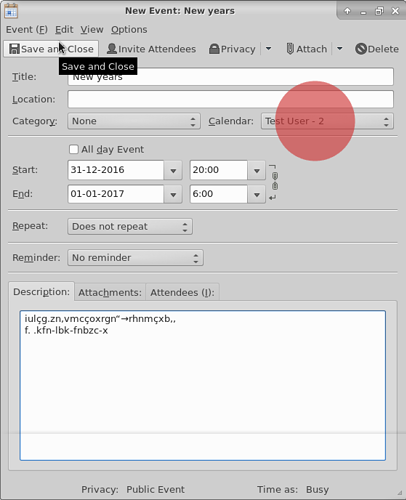 New Event: New years
Event (F) Edit View Options
Save and Close Invite Attendees Privacy Attach Delete
Save and Close
Title: New years
Location:
Category: None Calendar: Test User - 2
All day Event
Start: 31-12-2016 20:00
End: 01-01-2017 6:00
Repeat: Does not repeat
Reminder: No reminder
Description: Attachments: Attendees (I):
iulçg.zn,vmcçoxrgn“→rhnmçxb,,
f. .kfn-lbk-fnbzc-x
Privacy: Public Event Time as: Busy